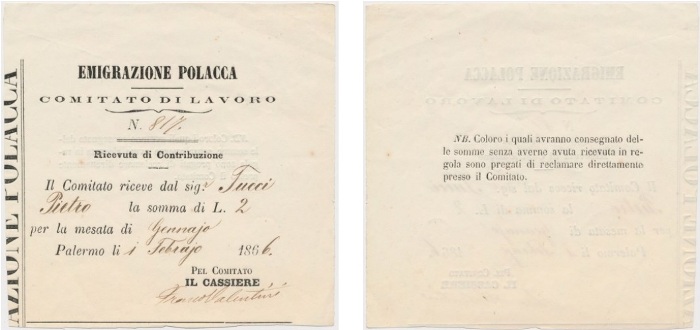 AZIONE POLACCA
EMIGRAZIONE POLACCA
COMITATO DI LAVORO
N. 817.
Ricevuta di Contribuzione
Il Comitato riceve dal sigr. Tucci
Pietro la somma di L. 2
per la mesata di Gennajo
Palermo li 1 Febrajo 1866.
PEL COMITATO
IL CASSIERE
NB. Coloro i quali avranno consegnato del-
le somme senza averne avuta ricevuta in re-
gola sono pregati di reclamare direttamente
presso il Comitato.